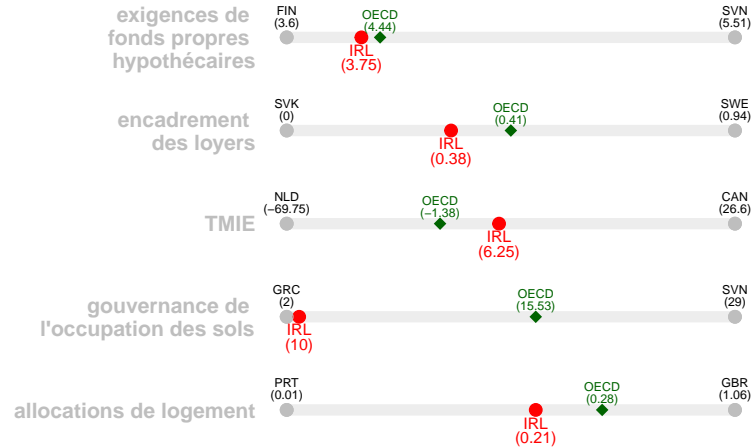 exigences de
fonds propres
hypothécaires
FIN
(3.6)
OECD
(4.44)
IRL
(3.75)
SVN
(5.51)
encadrement
des loyers
SVK
(0)
IRL
(0.38)
OECD
(0.41)
SWE
(0.94)
TMIE
NLD
(−69.75)
OECD
(−1.38)
IRL
(6.25)
CAN
(26.6)
gouvernance de
l'occupation des sols
GRC
(2)
IRL
(10)
OECD
(15.53)
SVN
(29)
allocations de logement
PRT
(0.01)
IRL
(0.21)
OECD
(0.28)
GBR
(1.06)